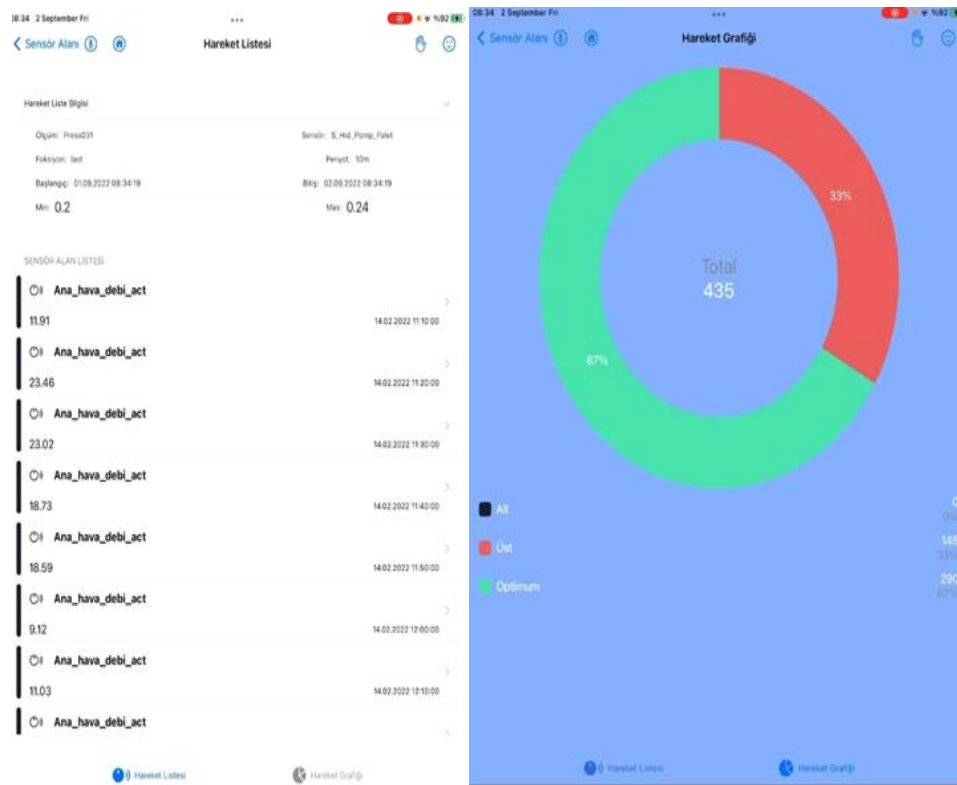 08:34 2 September Fri
%92
Sensör Alanı
Hareket Listesi
Hareket Liste Bilgisi
Ölçüm: Press031 Sensör: S_Hid_Pomp_Palet
Foksiyon: last Periyot: 10m
Başlangıç: 01.09.2022 08:34:19 Bitiş: 02.09.2022 08:34:19
Min: 0.2 Max: 0.24
SENSÖR ALAN LISTESI
Ana_hava_debi_act
11.91 14.02.2022 11:10:00
Ana_hava_debi_act
23.46 14.02.2022 11:20:00
Ana_hava_debi_act
23.02 14.02.2022 11:30:00
Ana_hava_debi_act
18.73 14.02.2022 11:40:00
Ana_hava_debi_act
18.59 14.02.2022 11:50:00
Ana_hava_debi_act
9.12 14.02.2022 12:00:00
Ana_hava_debi_act
11.03 14.02.2022 12:10:00
Ana_hava_debi_act
Hareket Listesi Hareket Grafiği
08:34 2 September Fri
%92
Sensör Alanı
Hareket Grafiği
33%
Total
435
67%
Alt 0
0%
Üst 145
33%
Optimum 290
67%
Hareket Listesi Hareket Grafiği